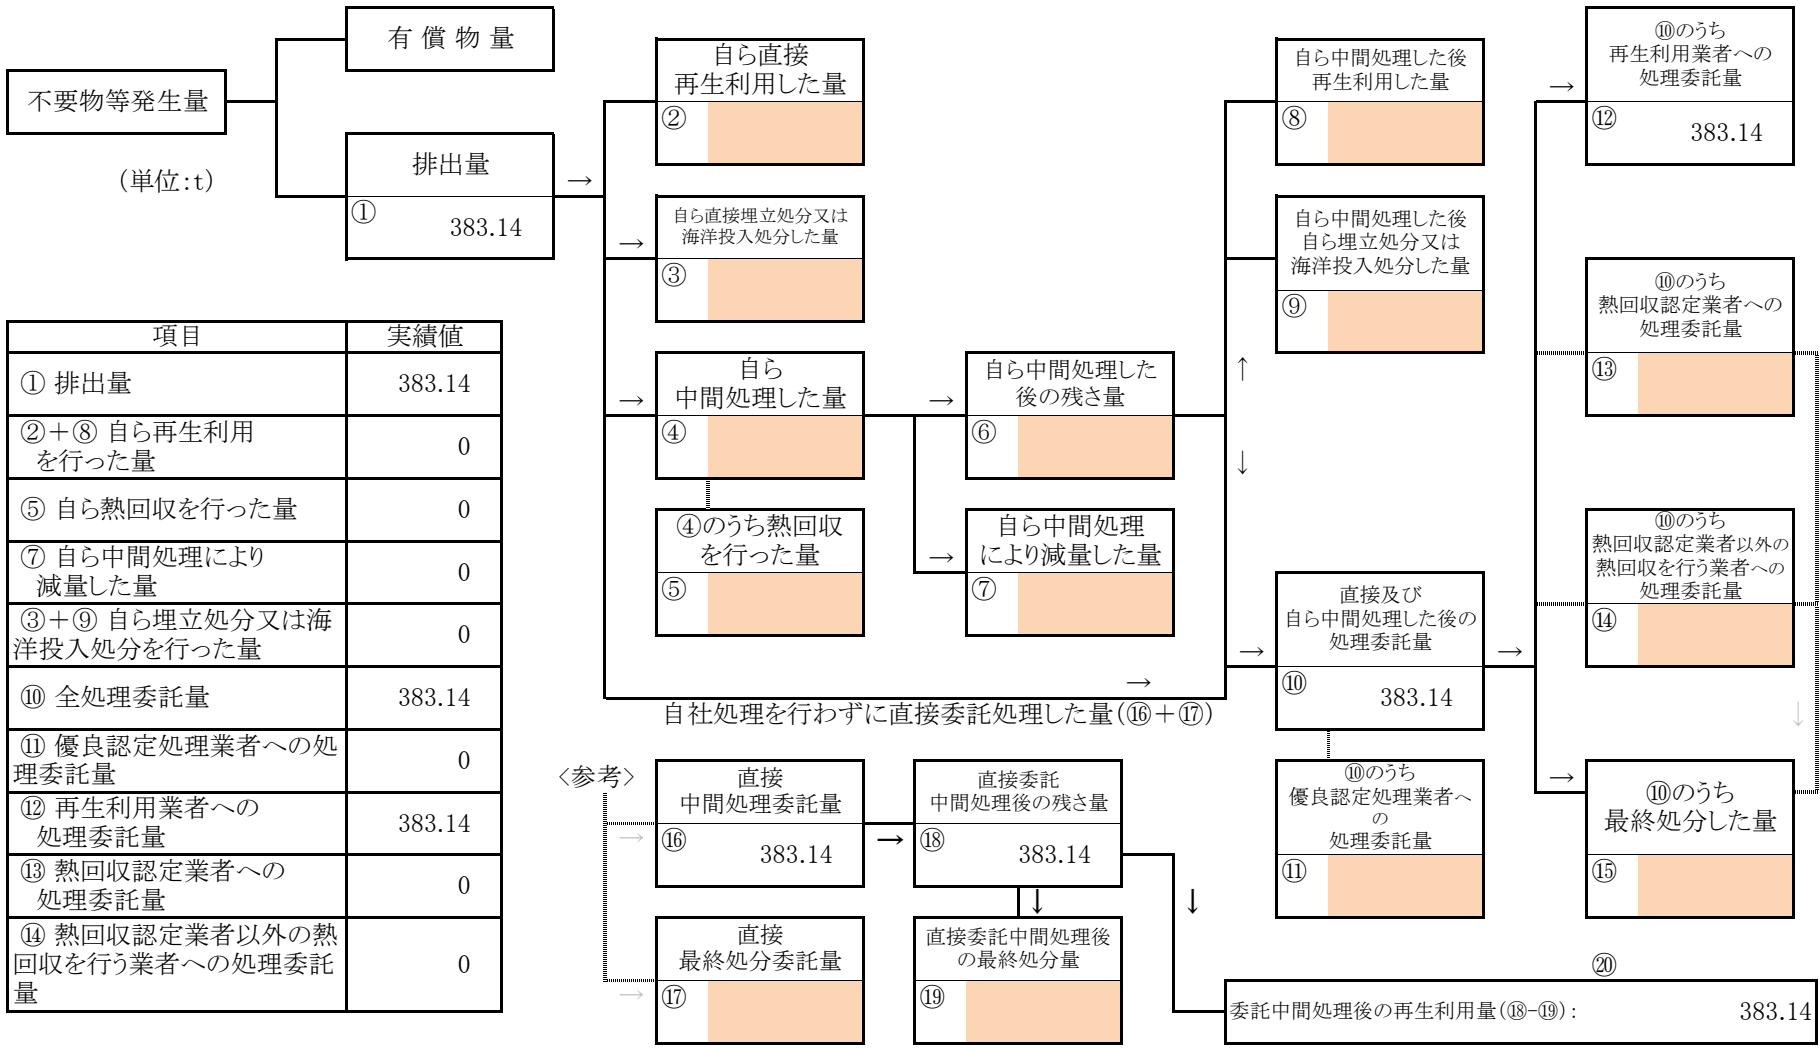 有 償 物 量
不要物等発生量
(単位:t)
排出量
①
383.14
→
自ら直接
再生利用した量
②
→
自ら直接埋立処分又は
海洋投入処分した量
③
→
自ら
中間処理した量
④
④のうち熱回収
を行った量
⑤
→
自ら中間処理した
後の残さ量
⑥
→
自ら中間処理
により減量した量
⑦
自ら中間処理した後
再生利用した量
⑧
自ら中間処理した後
自ら埋立処分又は
海洋投入処分した量
⑨
↑
↓
→
自社処理を行わずに直接委託処理した量(⑯+⑰)
→
直接及び
自ら中間処理した後の
処理委託量
⑩
383.14
⑩のうち
優良認定処理業者へ
の
処理委託量
⑪
→
→
⑩のうち
再生利用業者への
処理委託量
⑫
383.14
⑩のうち
熱回収認定業者への
処理委託量
⑬
⑩のうち
熱回収認定業者以外の
熱回収を行う業者への
処理委託量
⑭
↓
→
⑩のうち
最終処分した量
⑮
項目 実績値
① 排出量 383.14
②+⑧ 自ら再生利用
を行った量 0
⑤ 自ら熱回収を行った量 0
⑦ 自ら中間処理により
減量した量 0
③+⑨ 自ら埋立処分又は海
洋投入処分を行った量 0
⑩ 全処理委託量 383.14
⑪ 優良認定処理業者への処
理委託量 0
⑫ 再生利用業者への
処理委託量 383.14
⑬ 熱回収認定業者への
処理委託量 0
⑭ 熱回収認定業者以外の熱
回収を行う業者への処理委託
量 0
<参考>
→
直接
中間処理委託量
⑯
383.14
→
直接委託
中間処理後の残さ量
⑱
383.14
↓
↓
→
直接
最終処分委託量
⑰
直接委託中間処理後
の最終処分量
⑲
⑳
委託中間処理後の再生利用量(⑱-⑲): 383.14